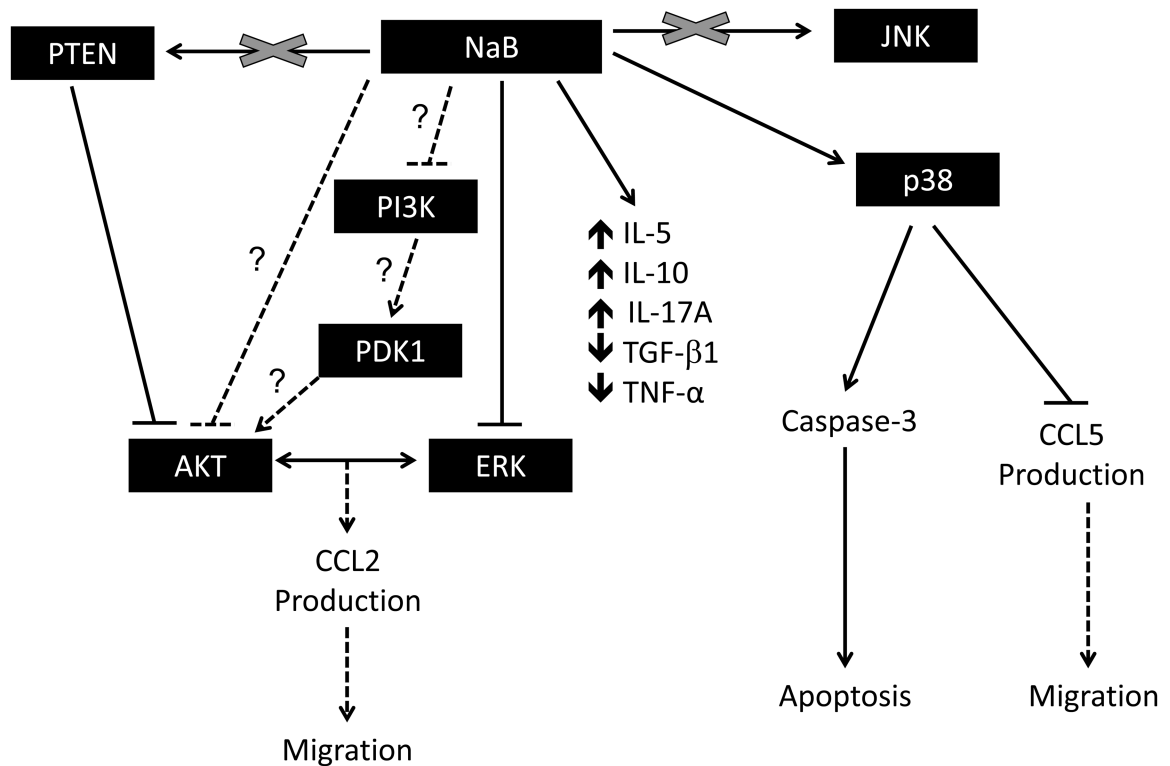 PTEN
NaB
JNK
?
p38
PI3K
IL-5
?
?
IL-10
IL-17A
PDK1
TGF-β1
?
TNF-α
Caspase-3
CCL5
Production
AKT
ERK
CCL2
Production
Apoptosis
Migration
Migration